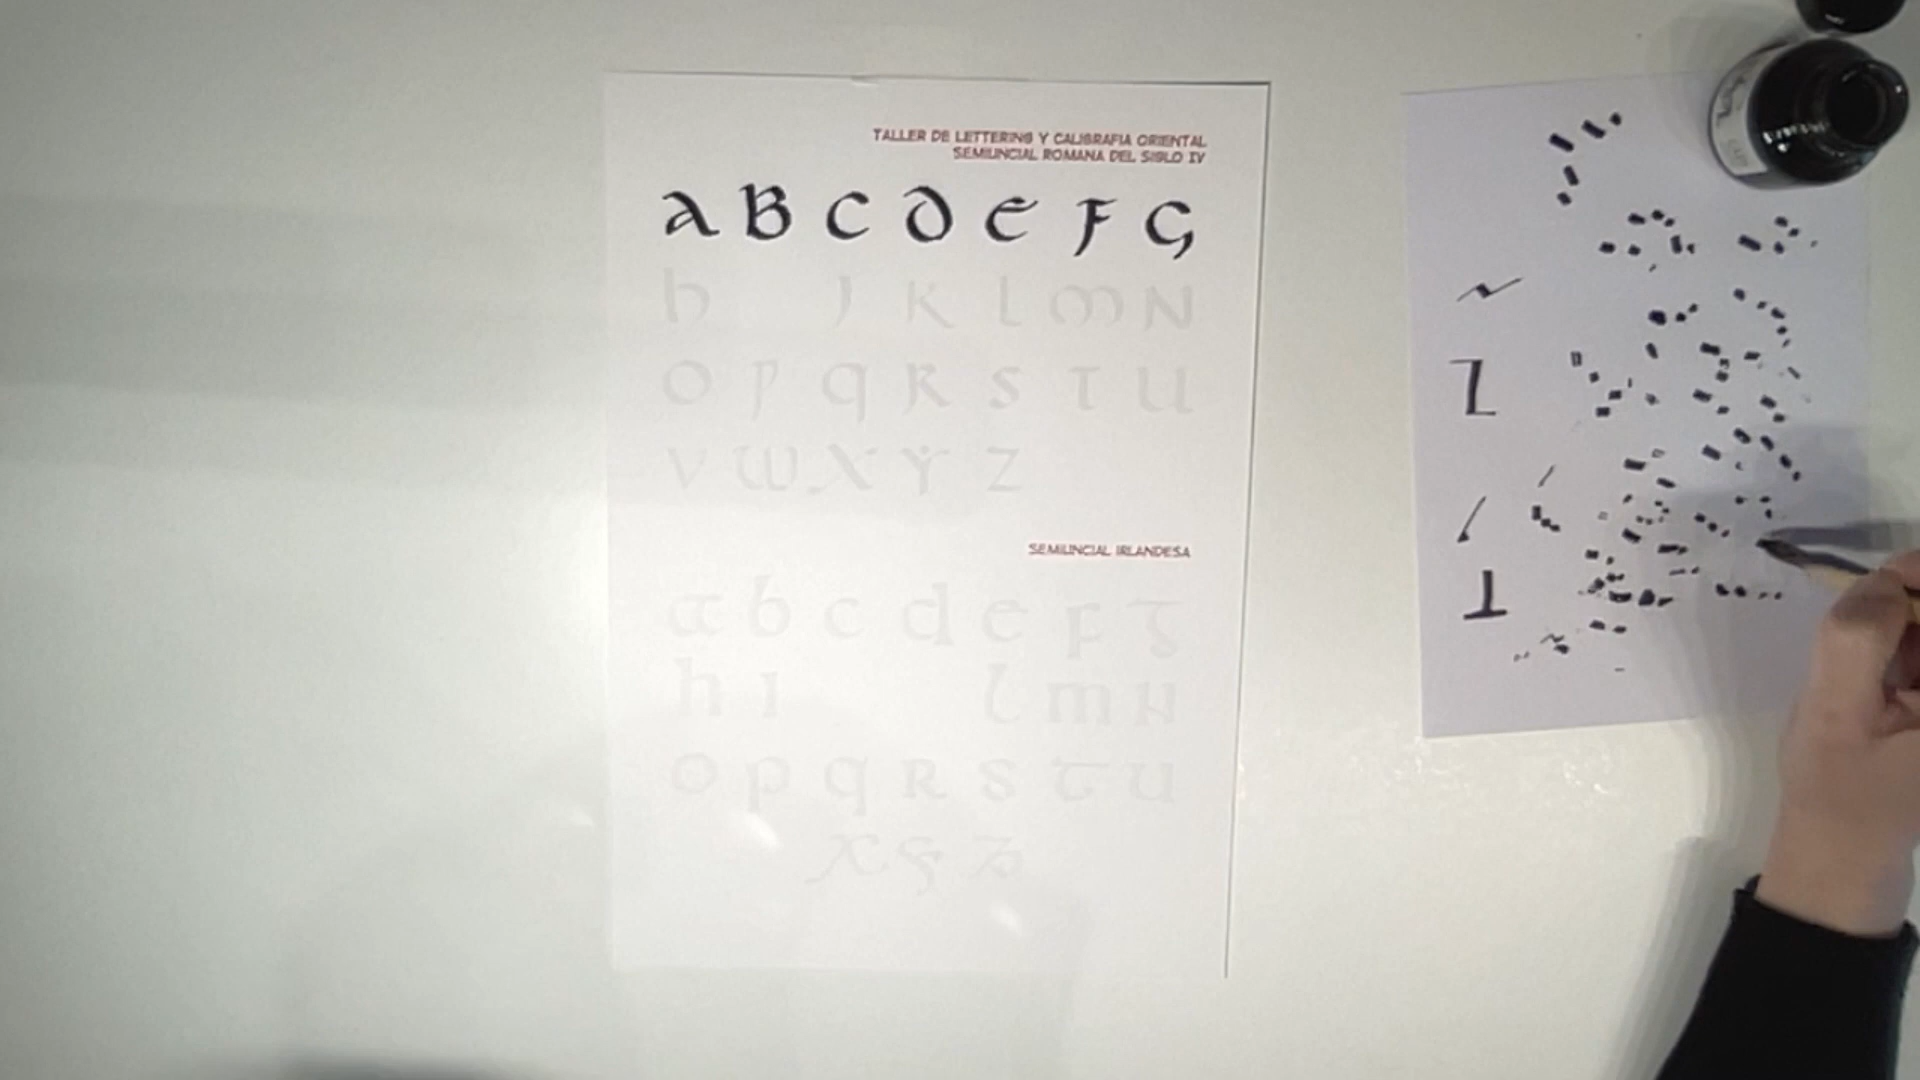 TALLER DE LETTERING Y CALIGRAFIA ORIENTAL
SEMIUNCIAL ROMANA DEL SIGLO IV
a B C d e F G
h J K l m N
o p q R s t u
v w x Y z
SEMIUNCIAL IRLANDESA
a b c d e F g
h I l m N
o p q R S t u
x y z